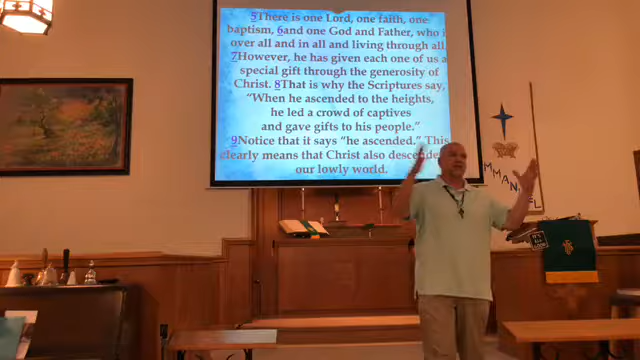 5There is one Lord, one faith, one
baptism, 6and one God and Father, who i
over all and in all and living through all.
7However, he has given each one of us a
special gift through the generosity of
Christ. 8That is why the Scriptures say,
“When he ascended to the heights,
he led a crowd of captives
and gave gifts to his people.”
9Notice that it says “he ascended.” This
clearly means that Christ also descende
our lowly world.
MMANUEL